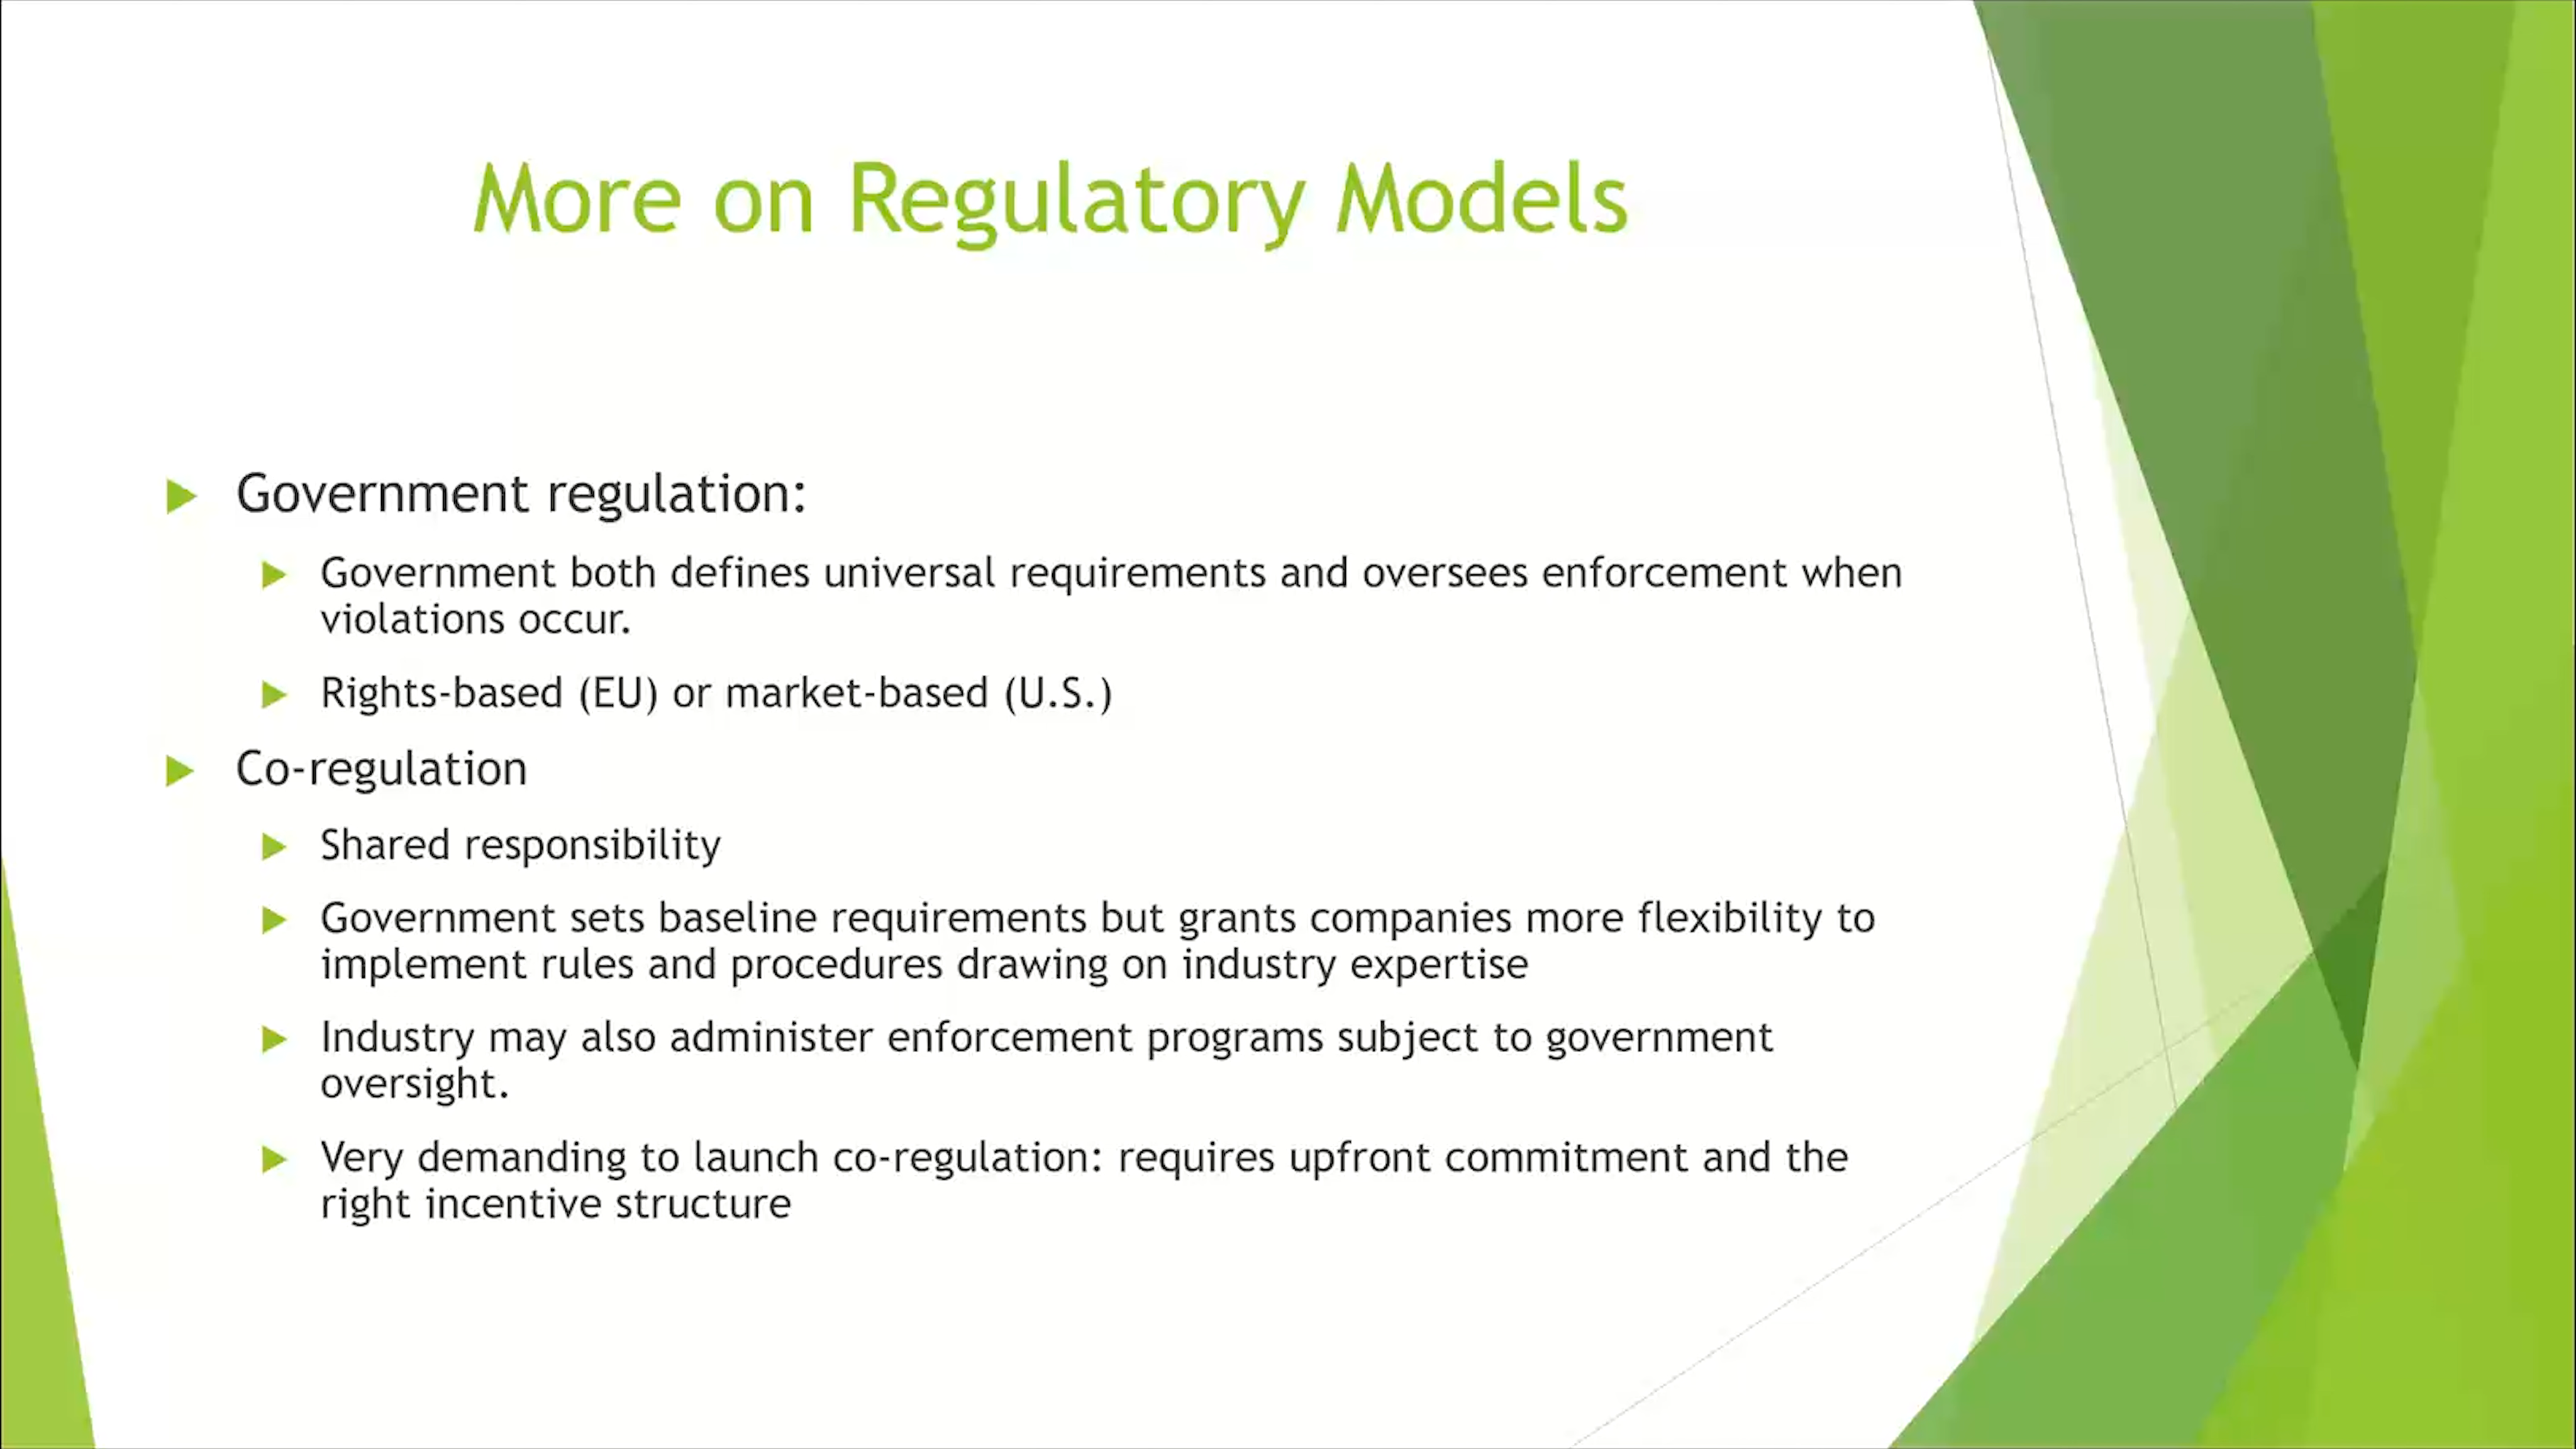 More on Regulatory Models
Government regulation:
Government both defines universal requirements and oversees enforcement when
violations occur.
Rights-based (EU) or market-based (U.S.)
Co-regulation
Shared responsibility
Government sets baseline requirements but grants companies more flexibility to
implement rules and procedures drawing on industry expertise
Industry may also administer enforcement programs subject to government
oversight.
Very demanding to launch co-regulation: requires upfront commitment and the
right incentive structure